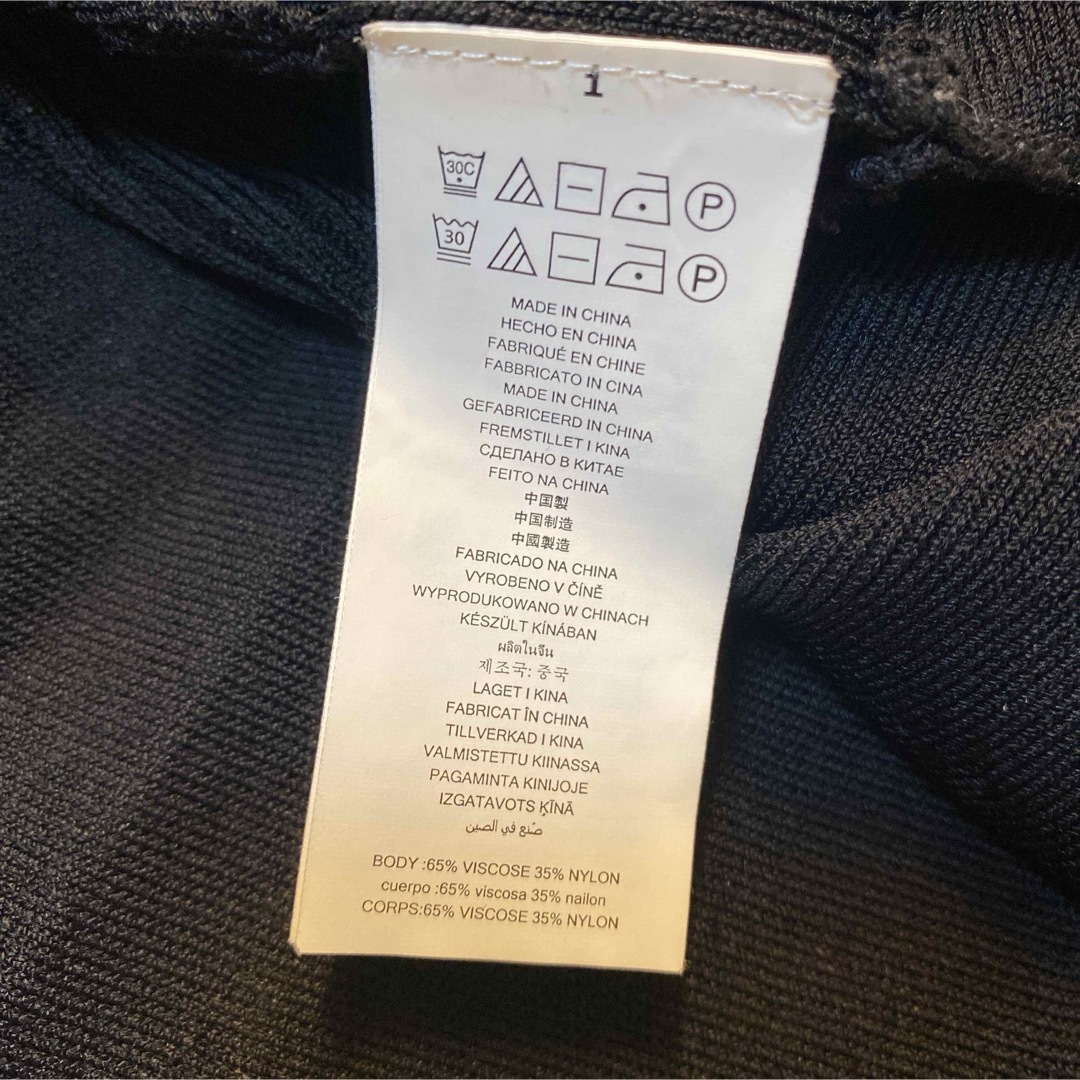 1
30C P
30 P
MADE IN CHINA
HECHO EN CHINA
FABRIQUÉ EN CHINE
FABBRICATO IN CINA
MADE IN CHINA
GEFABRICEERD IN CHINA
FREMSTILLET I KINA
СДЕЛАНО В КИТАЕ
FEITO NA CHINA
中国製
中国制造
中國製造
FABRICADO NA CHINA
VYROBENO V ČÍNĚ
WYPRODUKOWANO W CHINACH
KÉSZÜLT KÍNÁBAN
ผลิตในจีน
제조국: 중국
LAGET I KINA
FABRICAT ÎN CHINA
TILLVERKAD I KINA
VALMISTETTU KIINASSA
PAGAMINTA KINIJOJE
IZGATAVOTS ĶĪNĀ
صُنع في الصين
BODY :65% VISCOSE 35% NYLON
cuerpo :65% viscosa 35% nailon
CORPS:65% VISCOSE 35% NYLON